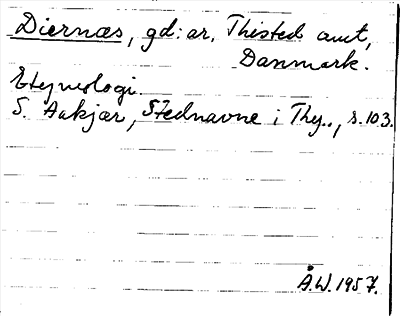 Diernæs, gd:ar, Thisted amt,
Danmark.
Etymologi.
S. Aakjær, Stednavne i Thy., s.103.
Å.W.1957.